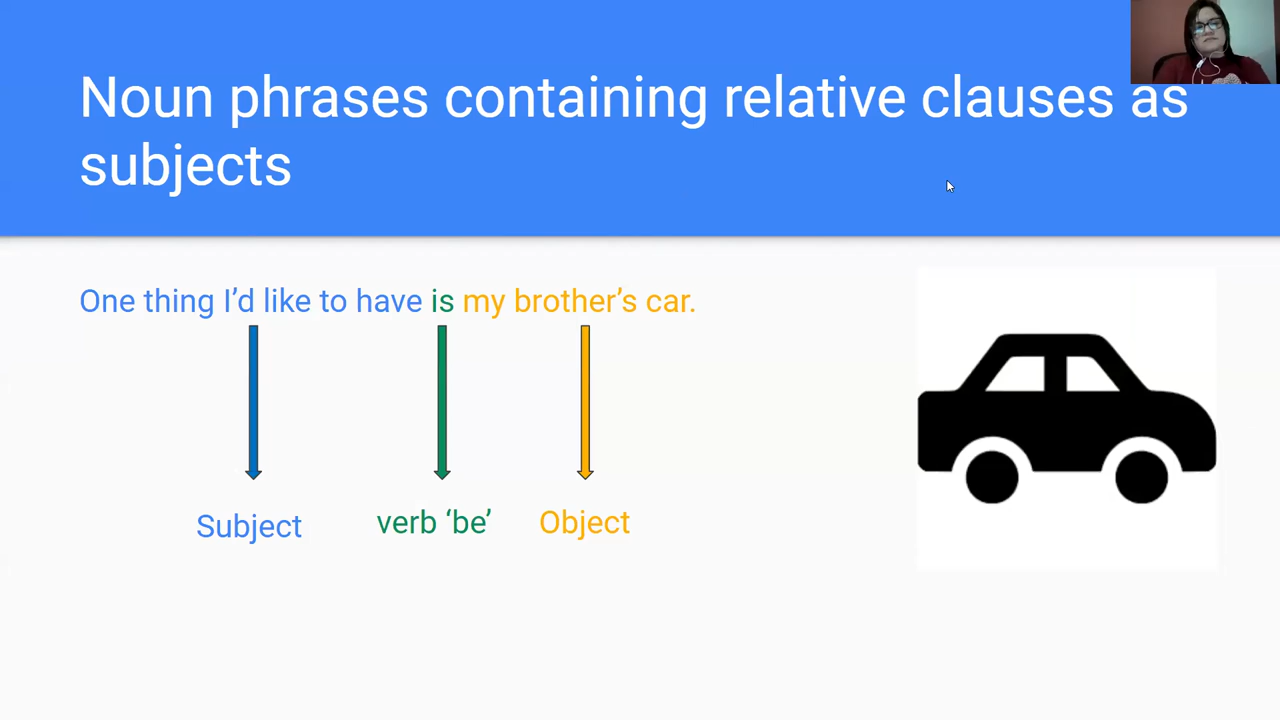 Noun phrases containing relative clauses as
subjects
One thing I’d like to have is my brother’s car.
Subject verb ‘be’ Object